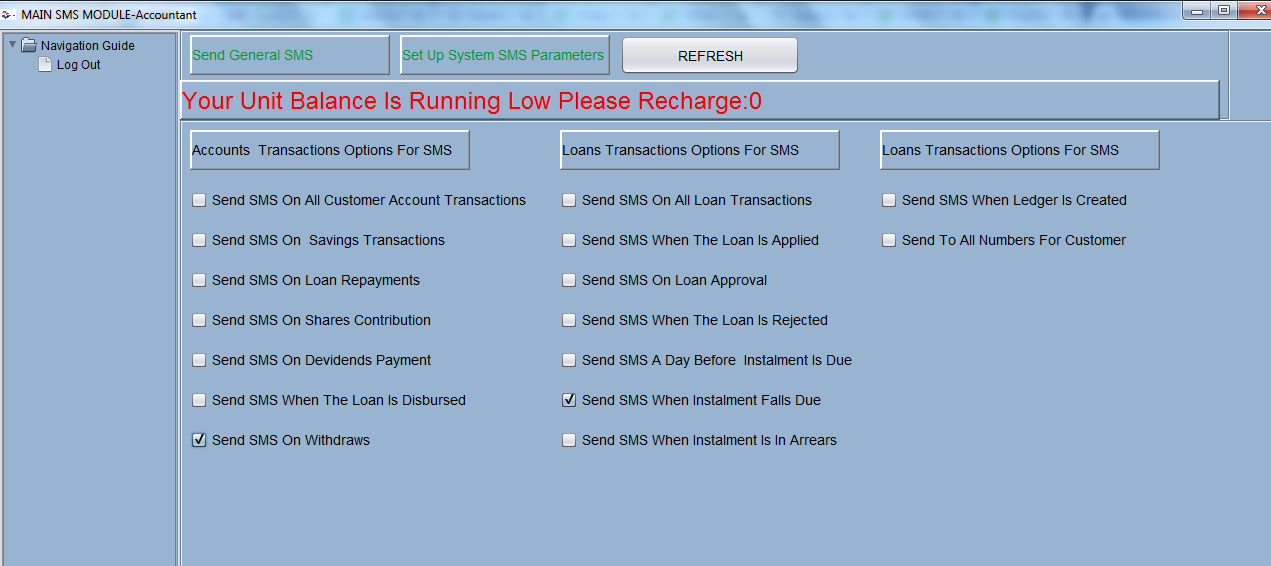 MAIN SMS MODULE-Accountant
Navigation Guide
Log Out
Send General SMS
Set Up System SMS Parameters
REFRESH
Your Unit Balance Is Running Low Please Recharge:0
Accounts  Transactions Options For SMS
Send SMS On All Customer Account Transactions
Send SMS On  Savings Transactions
Send SMS On Loan Repayments
Send SMS On Shares Contribution
Send SMS On Devidends Payment
Send SMS When The Loan Is Disbursed
Send SMS On Withdraws
Loans Transactions Options For SMS
Send SMS On All Loan Transactions
Send SMS When The Loan Is Applied
Send SMS On Loan Approval
Send SMS When The Loan Is Rejected
Send SMS A Day Before  Instalment Is Due
Send SMS When Instalment Falls Due
Send SMS When Instalment Is In Arrears
Loans Transactions Options For SMS
Send SMS When Ledger Is Created
Send To All Numbers For Customer